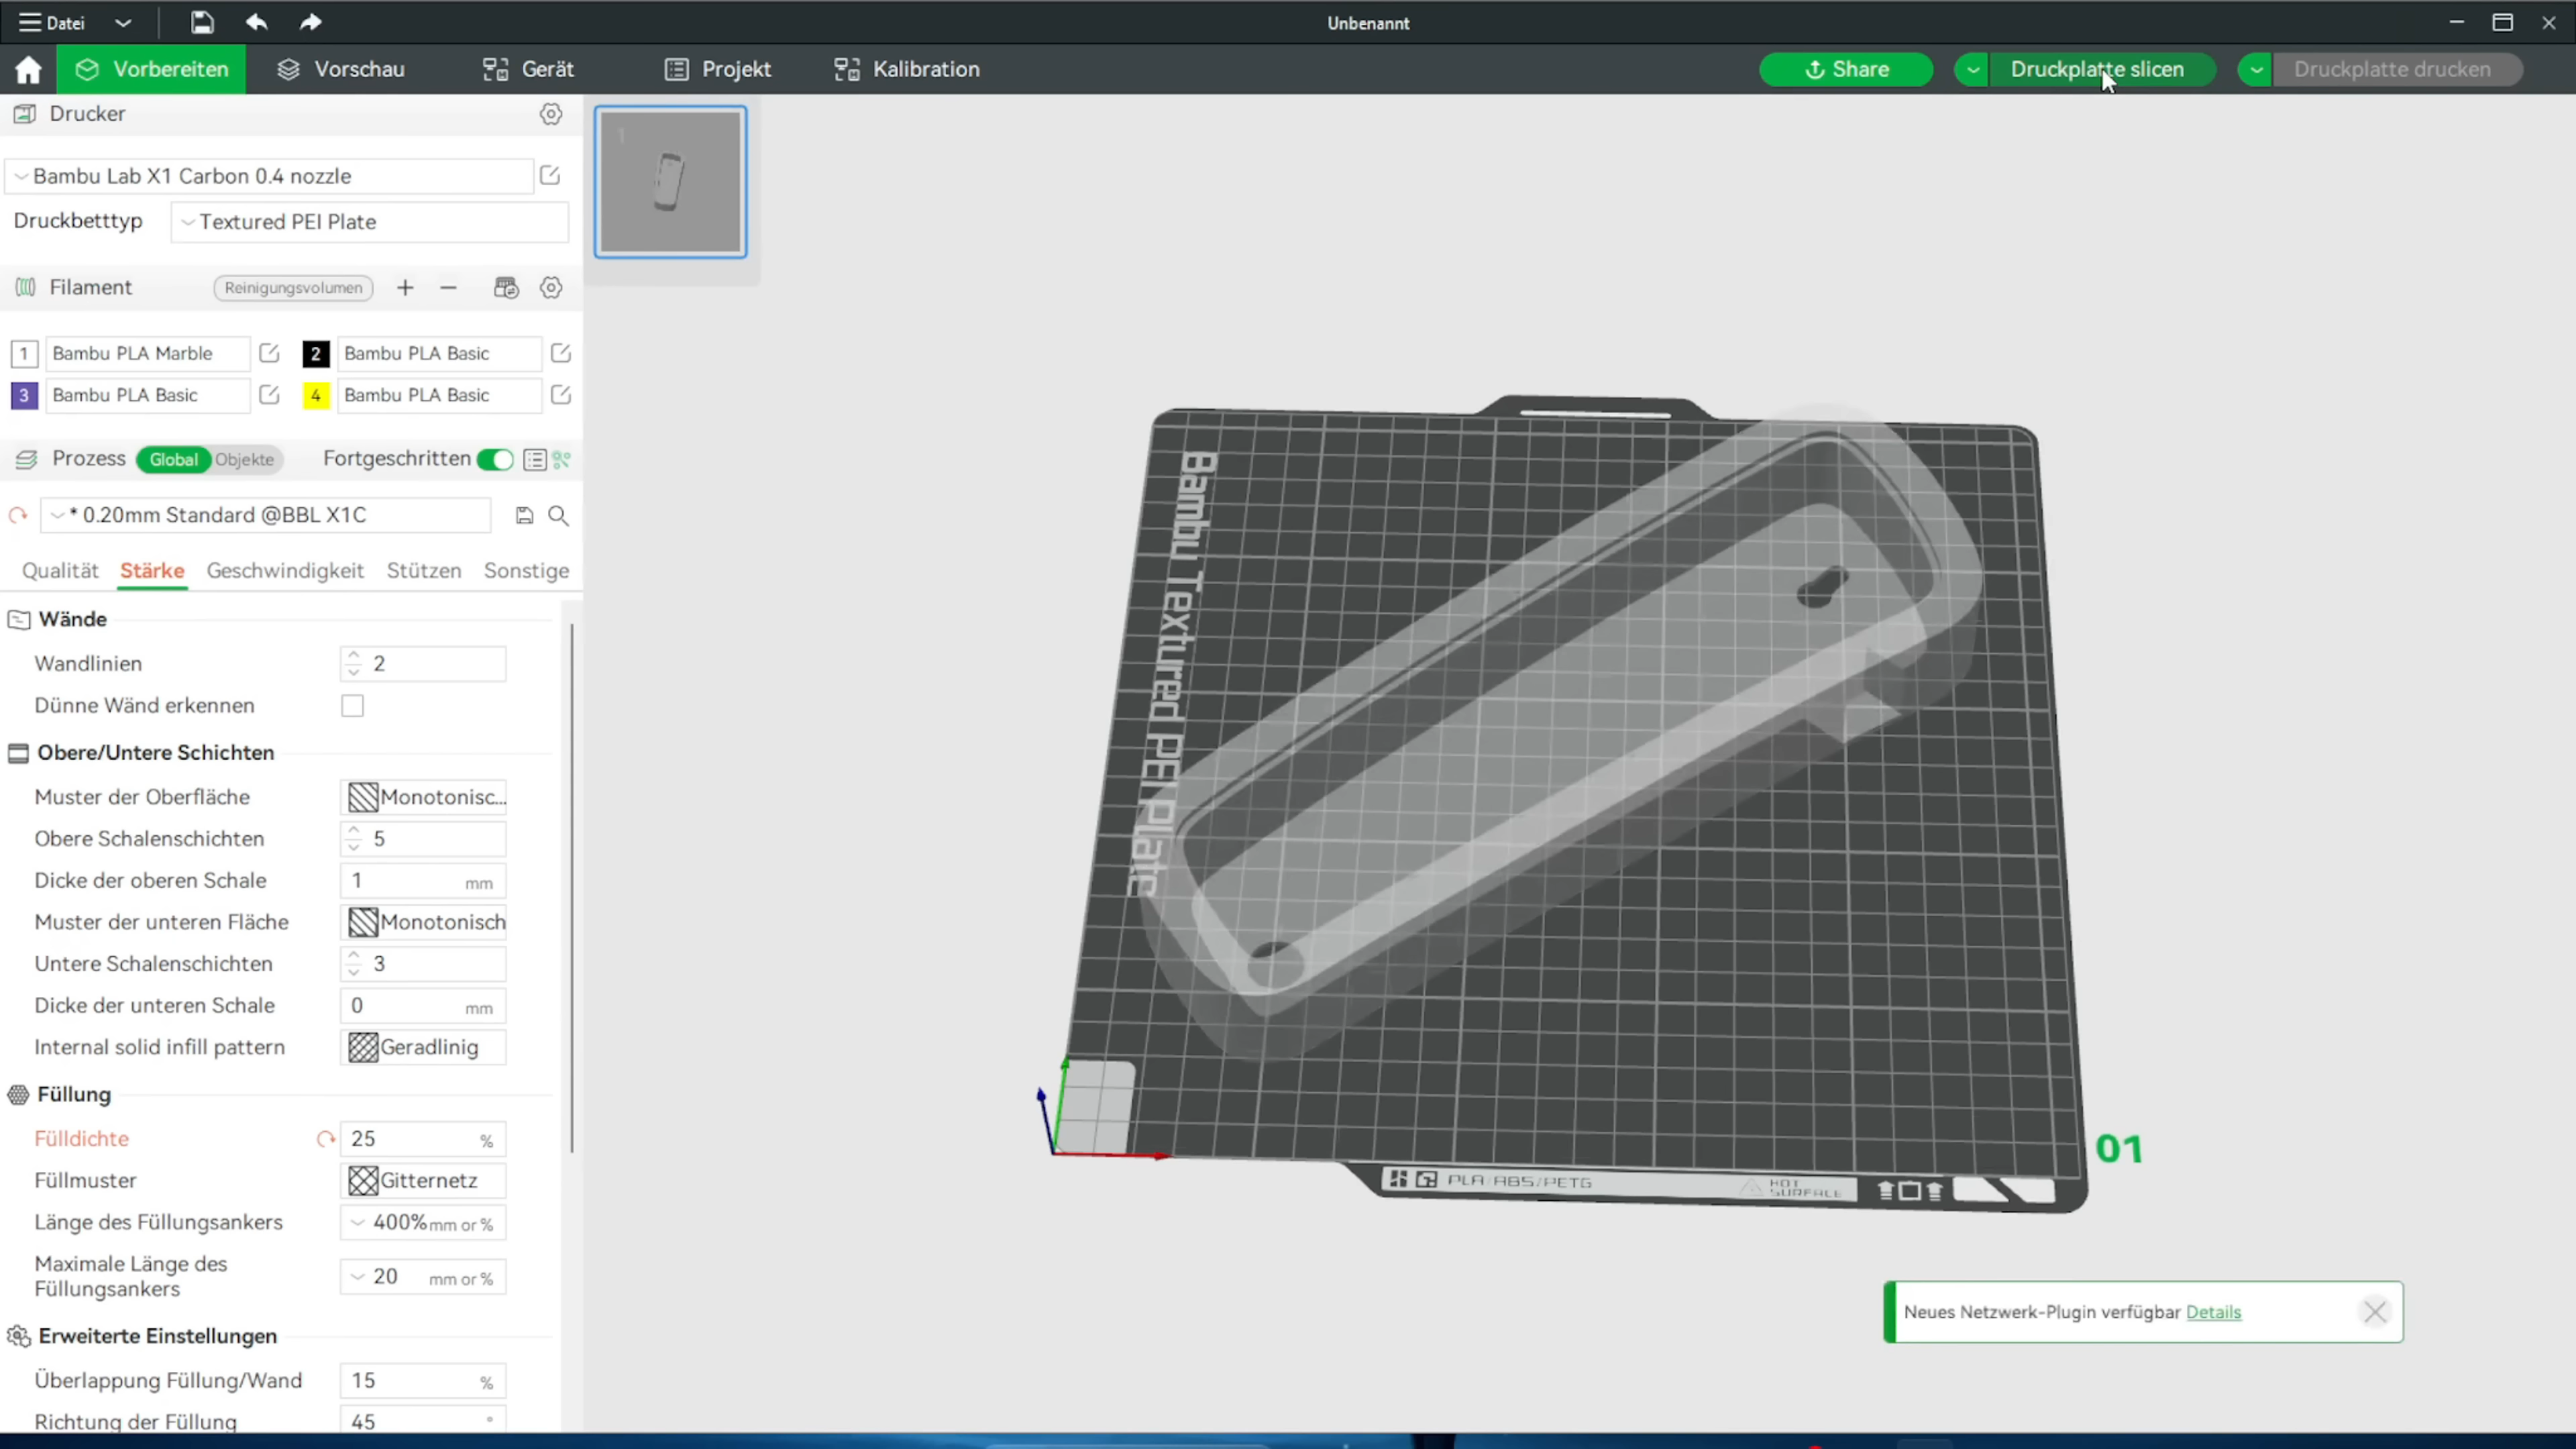 Datei
Unbenannt
Vorbereiten
Vorschau
Gerät
Projekt
Kalibration
Share
Druckplatte slicen
Druckplatte drucken
Drucker
Bambu Lab X1 Carbon 0.4 nozzle
Druckbetttyp
Textured PEI Plate
1
Filament
Reinigungsvolumen
1 Bambu PLA Marble
2 Bambu PLA Basic
3 Bambu PLA Basic
4 Bambu PLA Basic
Prozess Global Objekte Fortgeschritten
* 0.20mm Standard @BBL X1C
Qualität Stärke Geschwindigkeit Stützen Sonstige
Wände
Wandlinien 2
Dünne Wänd erkennen
Obere/Untere Schichten
Muster der Oberfläche Monotonisc...
Obere Schalenschichten 5
Dicke der oberen Schale 1 mm
Muster der unteren Fläche Monotonisch
Untere Schalenschichten 3
Dicke der unteren Schale 0 mm
Internal solid infill pattern Geradlinig
Füllung
Fülldichte 25 %
Füllmuster Gitternetz
Länge des Füllungsankers 400% mm or %
Maximale Länge des
Füllungsankers 20 mm or %
Erweiterte Einstellungen
Überlappung Füllung/Wand 15 %
Richtung der Füllung 45 °
Bambu Textured PEI Plate
01
PLA/ABS/PETG
HOT
SURFACE
Neues Netzwerk-Plugin verfügbar Details